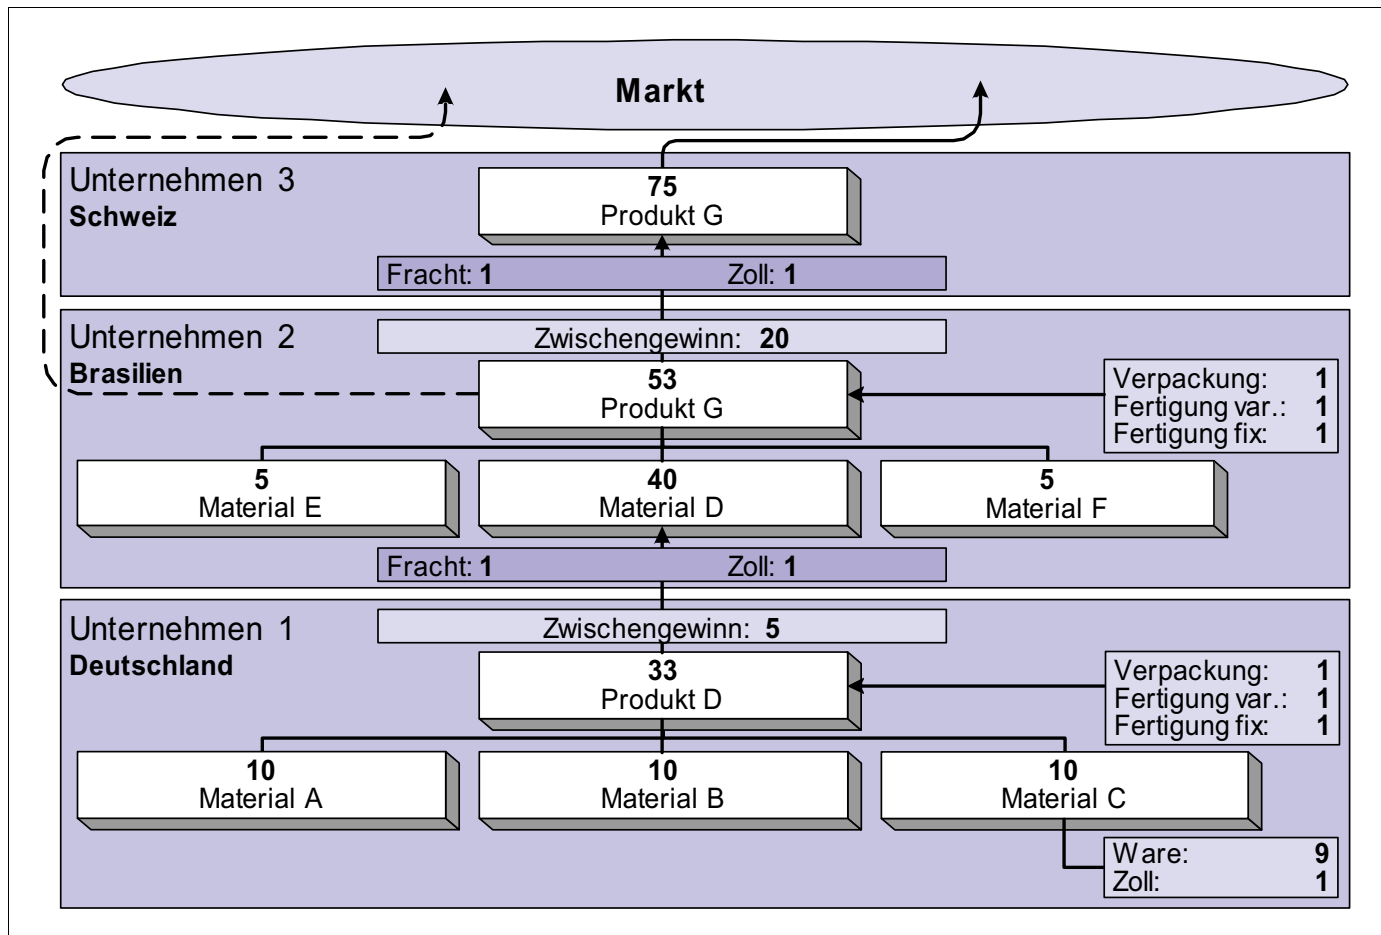 Markt
Unternehmen 3
Schweiz
75
Produkt G
Fracht: 1 Zoll: 1
Unternehmen 2
Brasilien
Zwischengewinn: 20
53
Produkt G
Verpackung: 1
Fertigung var.: 1
Fertigung fix: 1
5
Material E
40
Material D
5
Material F
Fracht: 1 Zoll: 1
Unternehmen 1
Deutschland
Zwischengewinn: 5
33
Produkt D
Verpackung: 1
Fertigung var.: 1
Fertigung fix: 1
10
Material A
10
Material B
10
Material C
Ware: 9
Zoll: 1